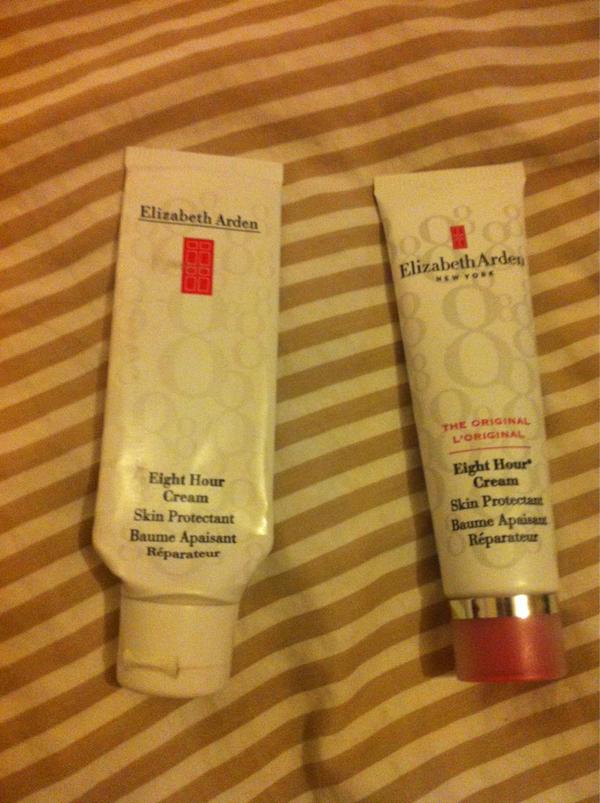 Elizabeth Arden
Eight Hour
Cream
Skin Protectant
Baume Apaisant
Réparateur
Elizabeth Arden
NEW YORK
THE ORIGINAL
L'ORIGINAL
Eight Hour®
Cream
Skin Protectant
Baume Apaisant
Réparateur